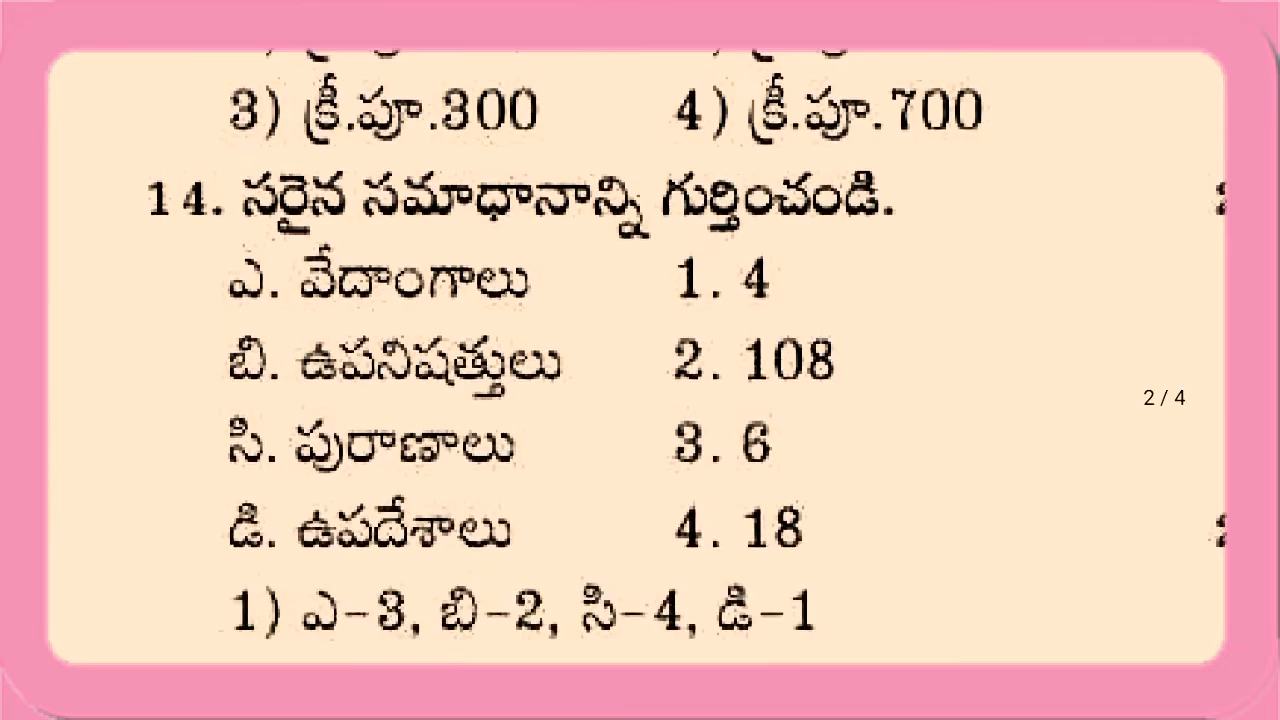 3) క్రీ.పూ.300 4) క్రీ.పూ.700
14. సరైన సమాధానాన్ని గుర్తించండి.
ఎ. వేదాంగాలు 1. 4
బి. ఉపనిషత్తులు 2. 108
2 / 4
సి. పురాణాలు 3. 6
డి. ఉపదేశాలు 4. 18
1) ఎ-3, బి-2, సి-4, డి-1